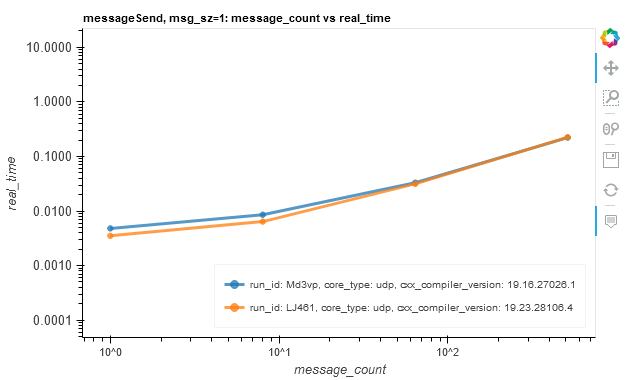 messageSend, msg_sz=1: message_count vs real_time
10.0000
1.0000
0.1000
0.0100
0.0010
0.0001
real_time
run_id: Md3vp, core_type: udp, cxx_compiler_version: 19.16.27026.1
run_id: LJ461, core_type: udp, cxx_compiler_version: 19.23.28106.4
10^0
10^1
10^2
message_count